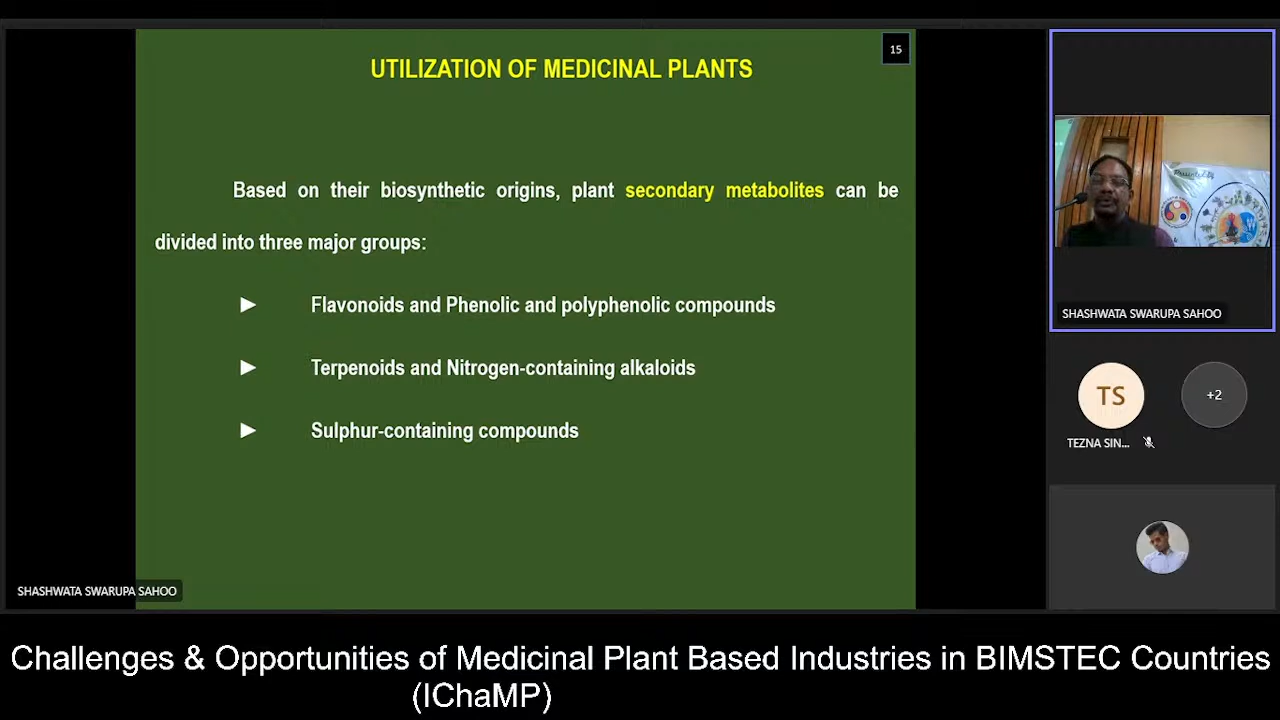 15
UTILIZATION OF MEDICINAL PLANTS
Based on their biosynthetic origins, plant secondary metabolites can be
divided into three major groups:
► Flavonoids and Phenolic and polyphenolic compounds
► Terpenoids and Nitrogen-containing alkaloids
► Sulphur-containing compounds
SHASHWATA SWARUPA SAHOO
SHASHWATA SWARUPA SAHOO
TS
+2
TEZNA SIN...
Challenges & Opportunities of Medicinal Plant Based Industries in BIMSTEC Countries
(IChaMP)